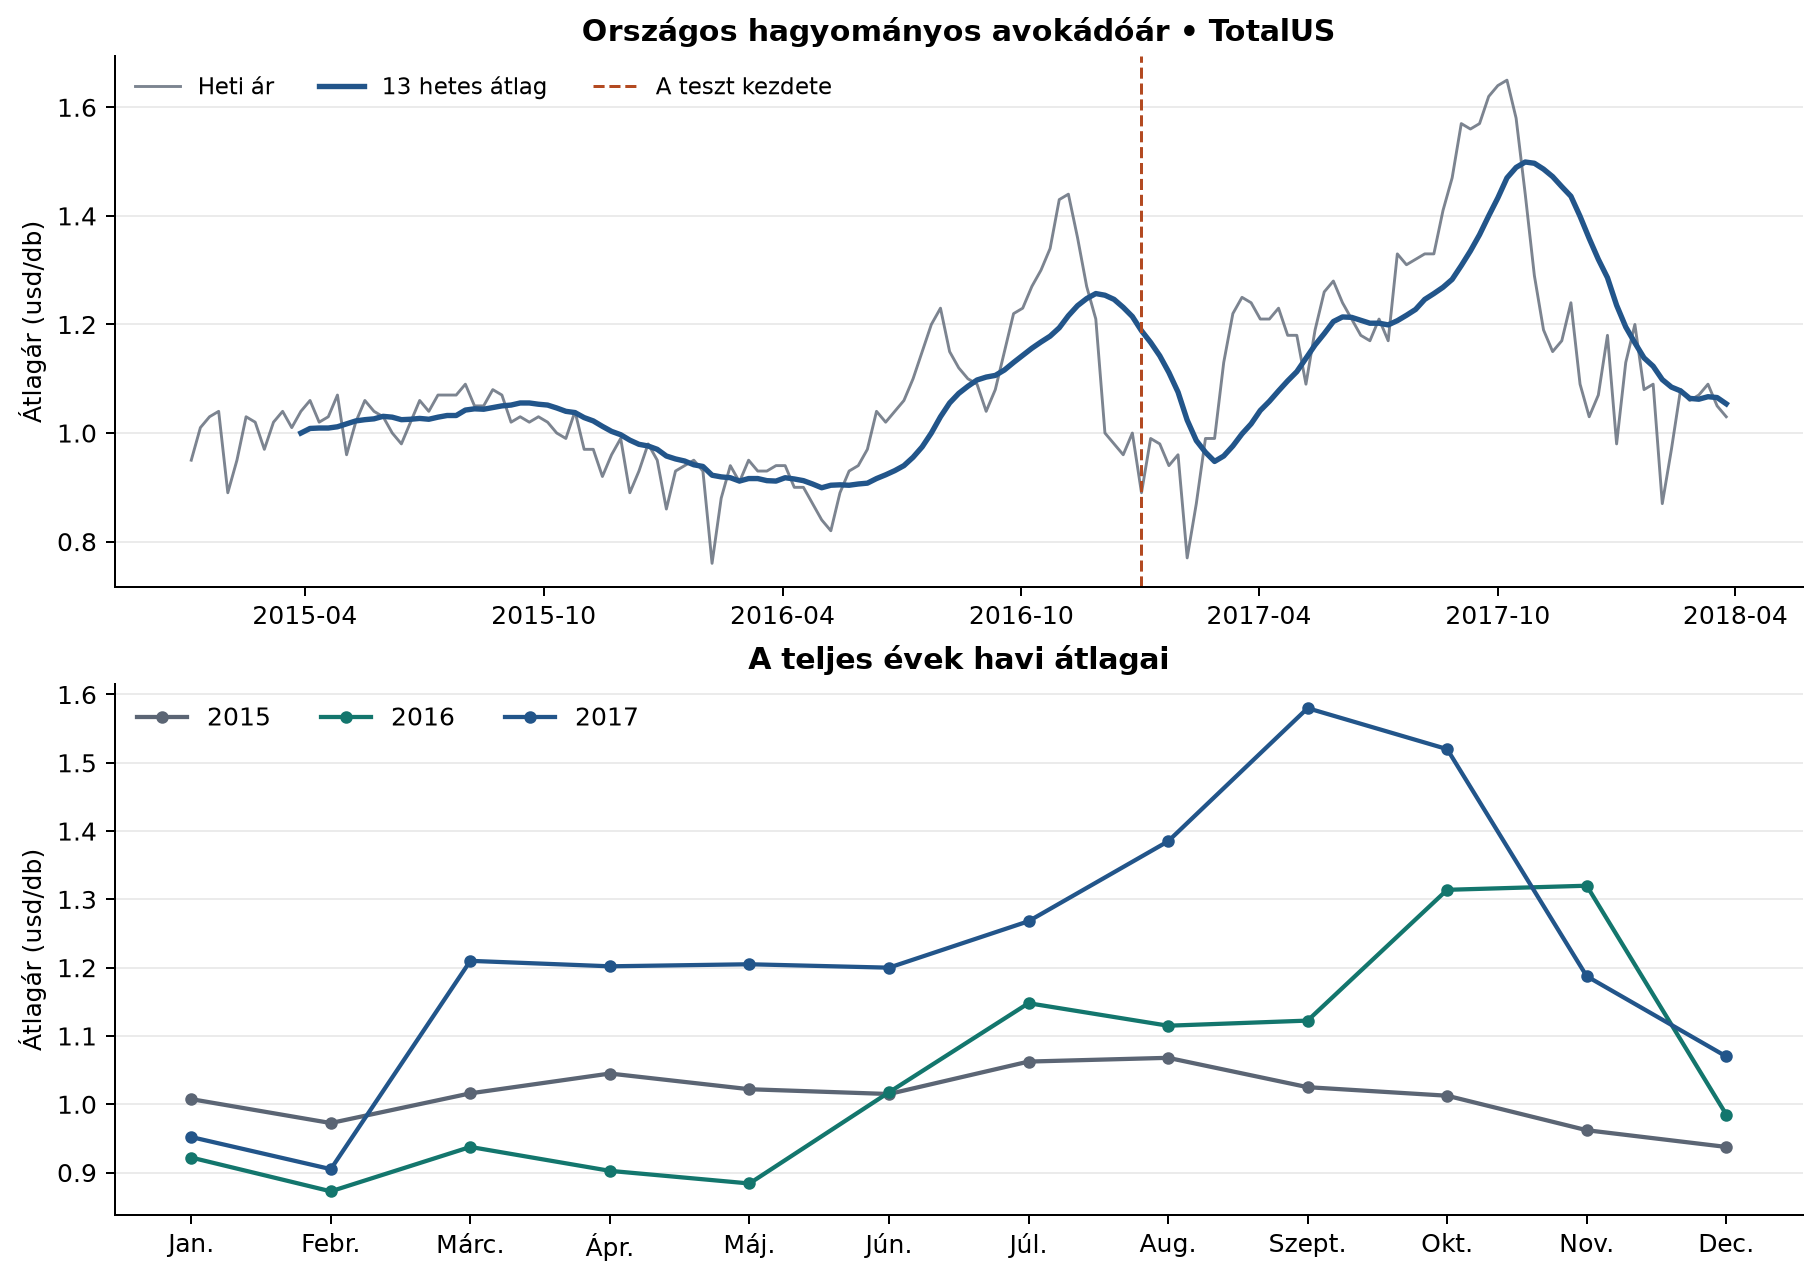 Országos hagyományos avokádóár • TotalUS
Heti ár
13 hetes átlag
A teszt kezdete
Átlagár (usd/db)
1.6
1.4
1.2
1.0
0.8
2015-04
2015-10
2016-04
2016-10
2017-04
2017-10
2018-04
A teljes évek havi átlagai
2015
2016
2017
Átlagár (usd/db)
1.6
1.5
1.4
1.3
1.2
1.1
1.0
0.9
Jan.
Febr.
Márc.
Ápr.
Máj.
Jún.
Júl.
Aug.
Szept.
Okt.
Nov.
Dec.